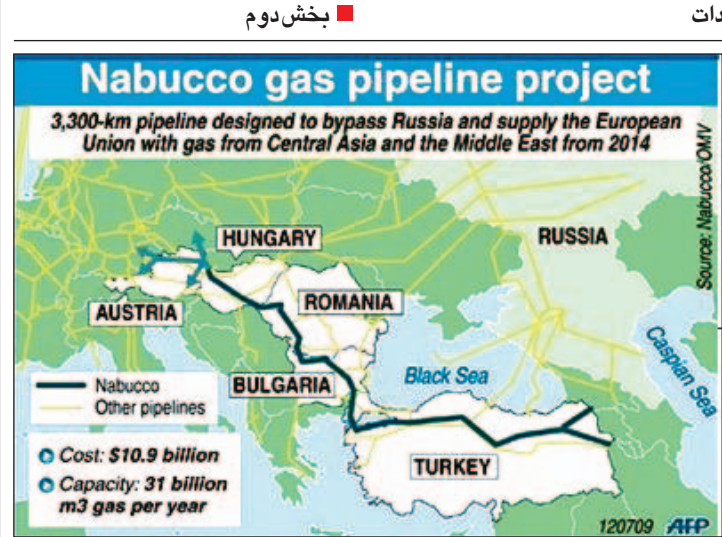 بخش دوم
Nabucco gas pipeline project
3,300-km pipeline designed to bypass Russia and supply the European
Union with gas from Central Asia and the Middle East from 2014
Source: Nabucco/OMV
HUNGARY
RUSSIA
AUSTRIA
ROMANIA
Caspian Sea
Black Sea
BULGARIA
Nabucco
Other pipelines
Cost: $10.9 billion
Capacity: 31 billion
m3 gas per year
TURKEY
120709 AFP